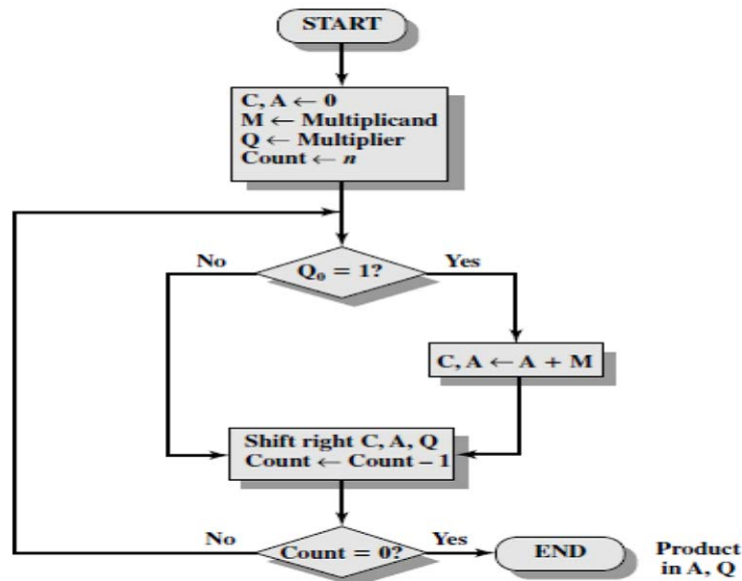 START
C, A ← 0
M ← Multiplicand
Q ← Multiplier
Count ← n
No
Q₀ = 1?
Yes
C, A ← A + M
Shift right C, A, Q
Count ← Count – 1
No
Count = 0?
Yes
END
Product
in A, Q